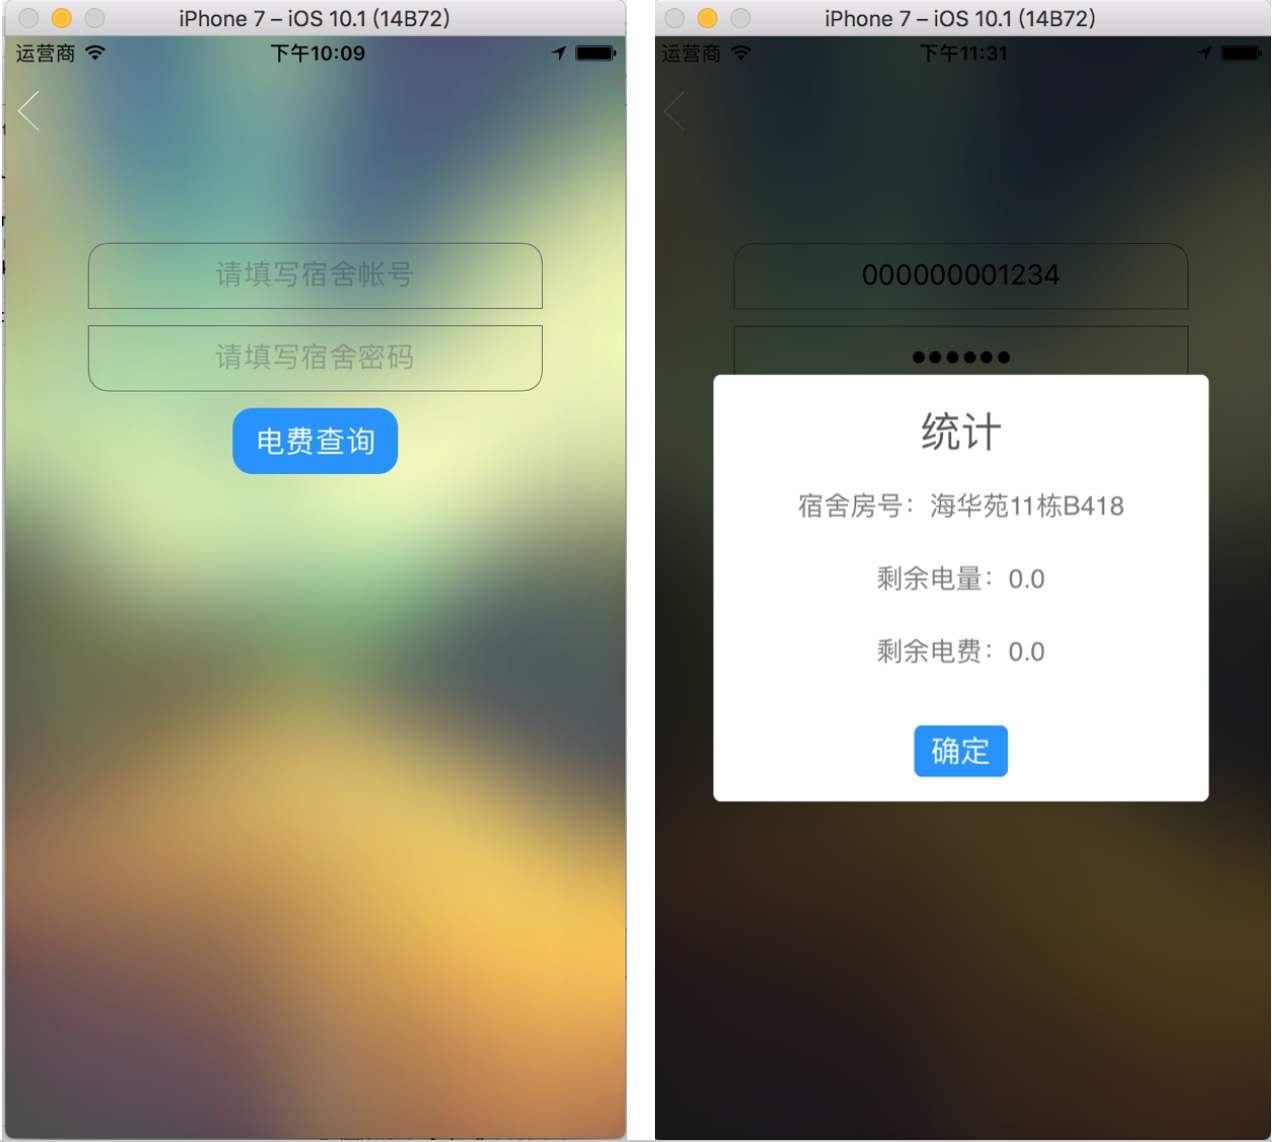 iPhone 7 – iOS 10.1 (14B72)
运营商 下午10:09
请填写宿舍帐号
请填写宿舍密码
电费查询
iPhone 7 – iOS 10.1 (14B72)
运营商 下午11:31
000000001234
●●●●●●
统计
宿舍房号：海华苑11栋B418
剩余电量：0.0
剩余电费：0.0
确定